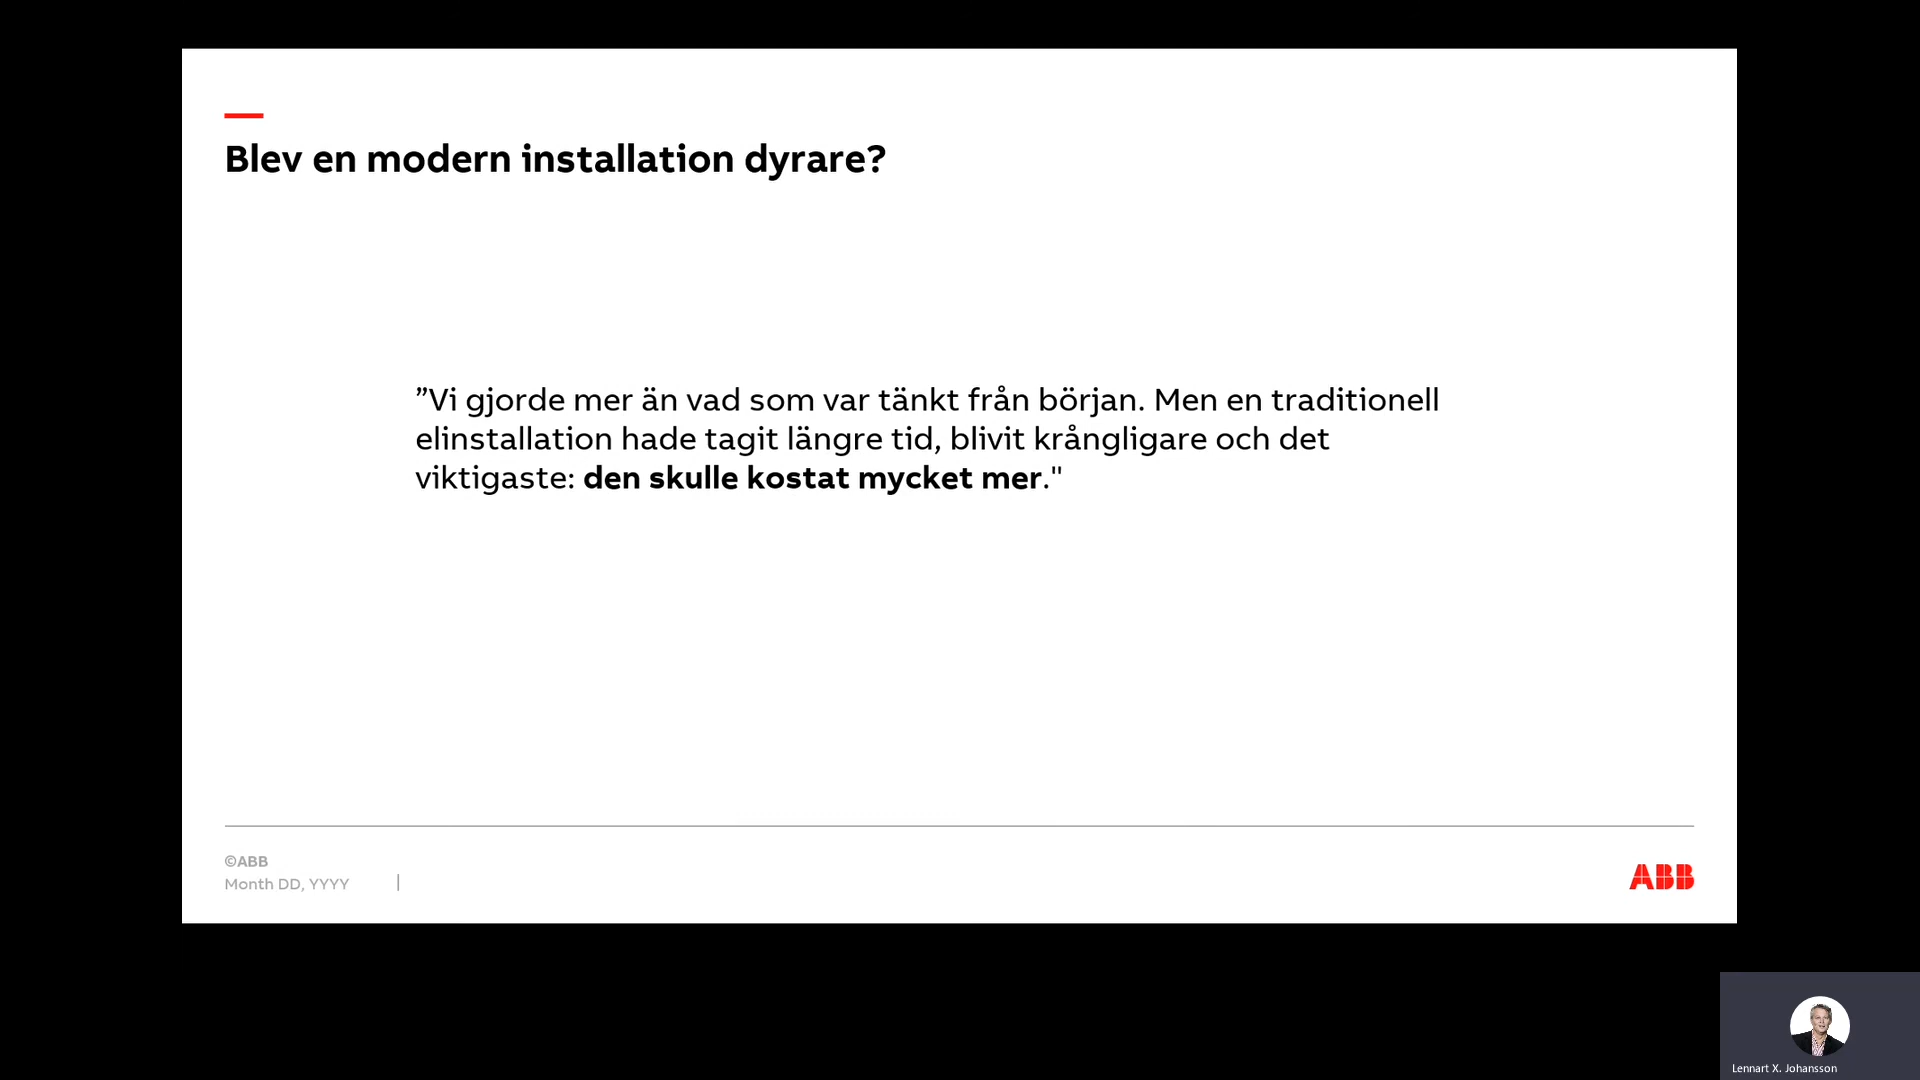 Blev en modern installation dyrare?
”Vi gjorde mer än vad som var tänkt från början. Men en traditionell
elinstallation hade tagit längre tid, blivit krångligare och det
viktigaste: den skulle kostat mycket mer."
©ABB
Month DD, YYYY |
ABB
Lennart X. Johansson